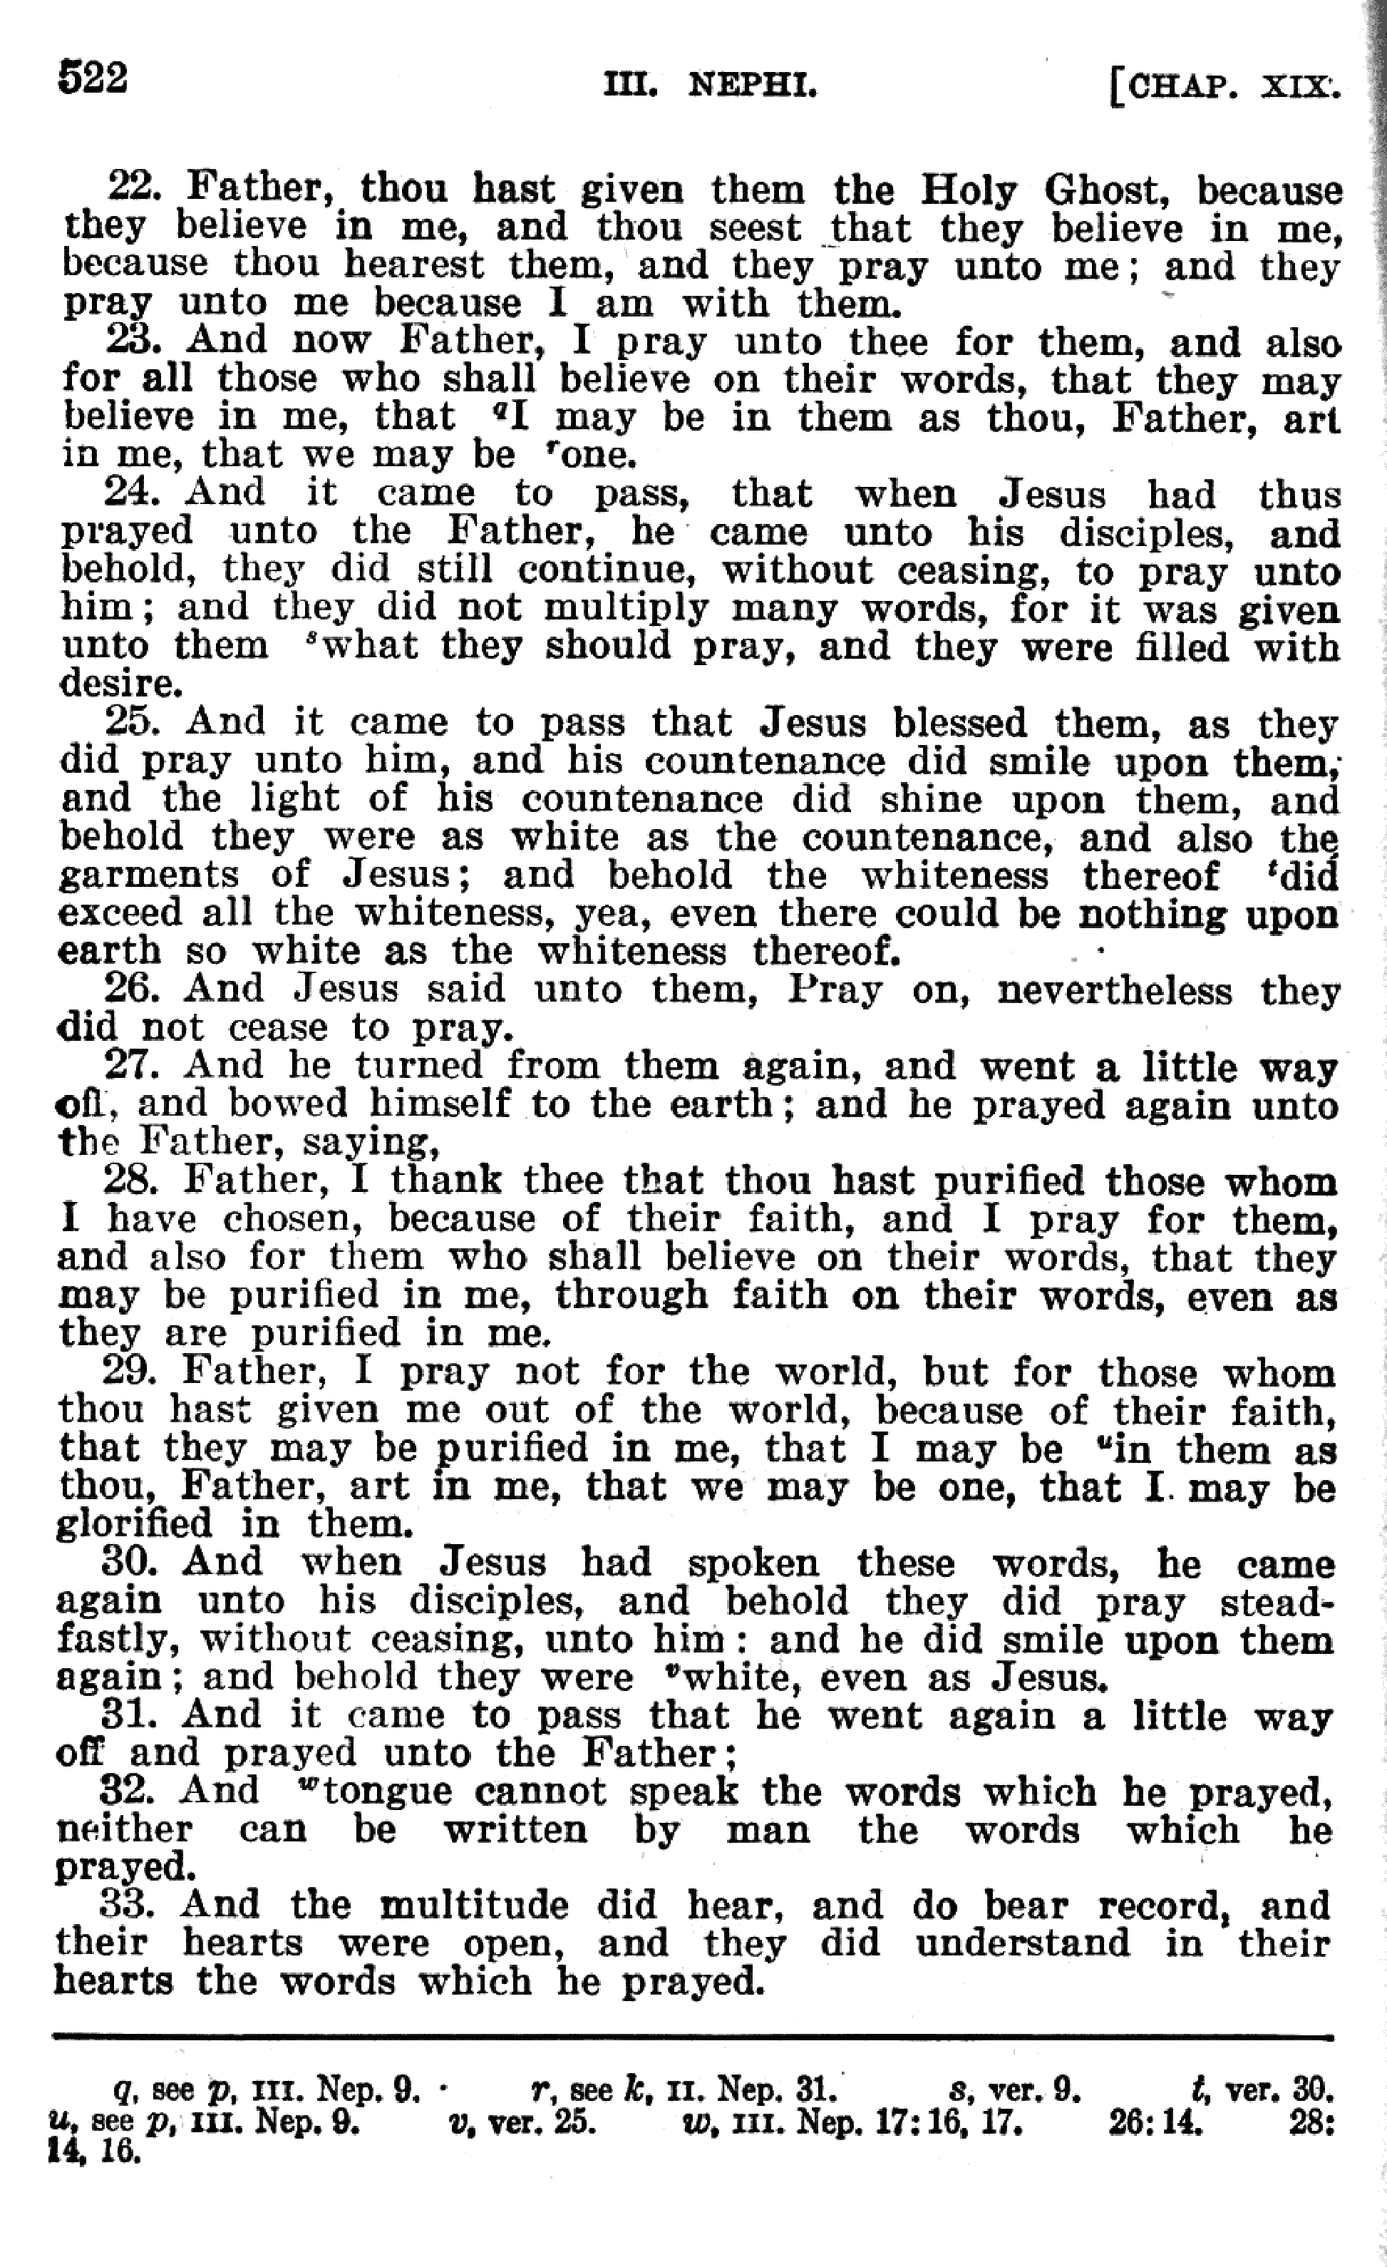 522 III. NEPHI. [CHAP. XIX.
22. Father, thou hast given them the Holy Ghost, because
they believe in me, and thou seest that they believe in me,
because thou hearest them, and they pray unto me; and they
pray unto me because I am with them.
23. And now Father, I pray unto thee for them, and also
for all those who shall believe on their words, that they may
believe in me, that qI may be in them as thou, Father, art
in me, that we may be rone.
24. And it came to pass, that when Jesus had thus
prayed unto the Father, he came unto his disciples, and
behold, they did still continue, without ceasing, to pray unto
him; and they did not multiply many words, for it was given
unto them swhat they should pray, and they were filled with
desire.
25. And it came to pass that Jesus blessed them, as they
did pray unto him, and his countenance did smile upon them,
and the light of his countenance did shine upon them, and
behold they were as white as the countenance, and also the
garments of Jesus; and behold the whiteness thereof tdid
exceed all the whiteness, yea, even there could be nothing upon
earth so white as the whiteness thereof.
26. And Jesus said unto them, Pray on, nevertheless they
did not cease to pray.
27. And he turned from them again, and went a little way
off, and bowed himself to the earth; and he prayed again unto
the Father, saying,
28. Father, I thank thee that thou hast purified those whom
I have chosen, because of their faith, and I pray for them,
and also for them who shall believe on their words, that they
may be purified in me, through faith on their words, even as
they are purified in me.
29. Father, I pray not for the world, but for those whom
thou hast given me out of the world, because of their faith,
that they may be purified in me, that I may be uin them as
thou, Father, art in me, that we may be one, that I may be
glorified in them.
30. And when Jesus had spoken these words, he came
again unto his disciples, and behold they did pray stead-
fastly, without ceasing, unto him: and he did smile upon them
again; and behold they were vwhite, even as Jesus.
31. And it came to pass that he went again a little way
off and prayed unto the Father;
32. And wtongue cannot speak the words which he prayed,
neither can be written by man the words which he
prayed.
33. And the multitude did hear, and do bear record, and
their hearts were open, and they did understand in their
hearts the words which he prayed.
q, see p, III. Nep. 9. r, see k, II. Nep. 31. s, ver. 9. t, ver. 30.
u, see p, III. Nep. 9. v, ver. 25. w, III. Nep. 17:16, 17. 26:14. 28:
14, 16.